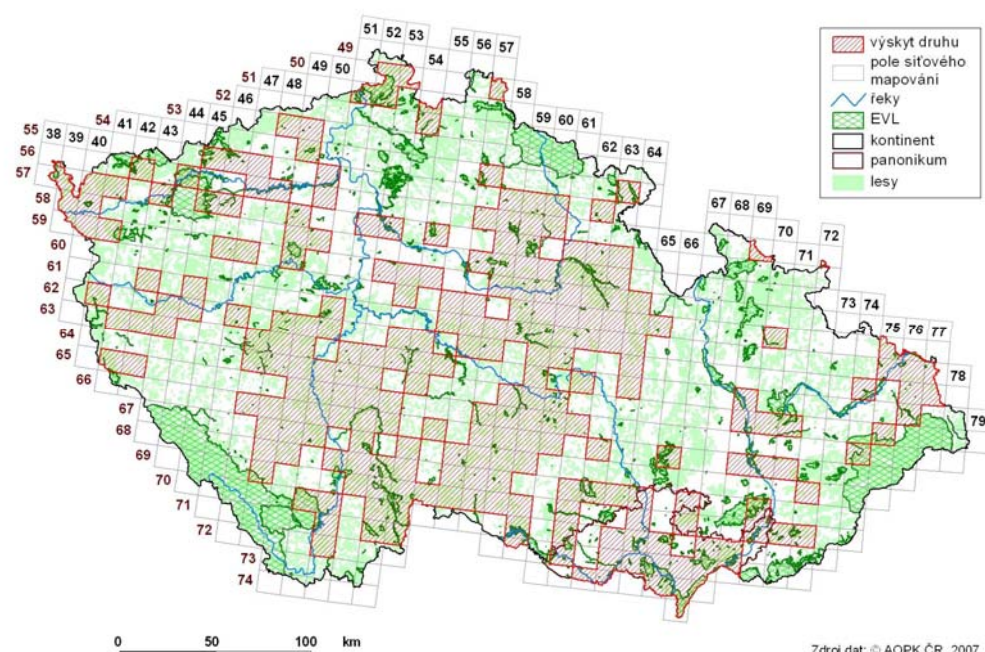 51 52 53
55 56 57
49
54
50
49 50
58
51
47 48
52
46
59 60 61
53
44 45
62 63 64
54
41 42 43
55
38 39 40
56
57
58
59
60
61
62
63
64
65
66
67
68
69
70
71
72
73
74
65 66
67 68 69
70
71
72
73 74
75 76 77
78
79
výskyt druhu
pole síťového
mapování
řeky
EVL
kontinent
panonikum
lesy
0 50 100 km
Zdroj dat: © AOPK ČR, 2007